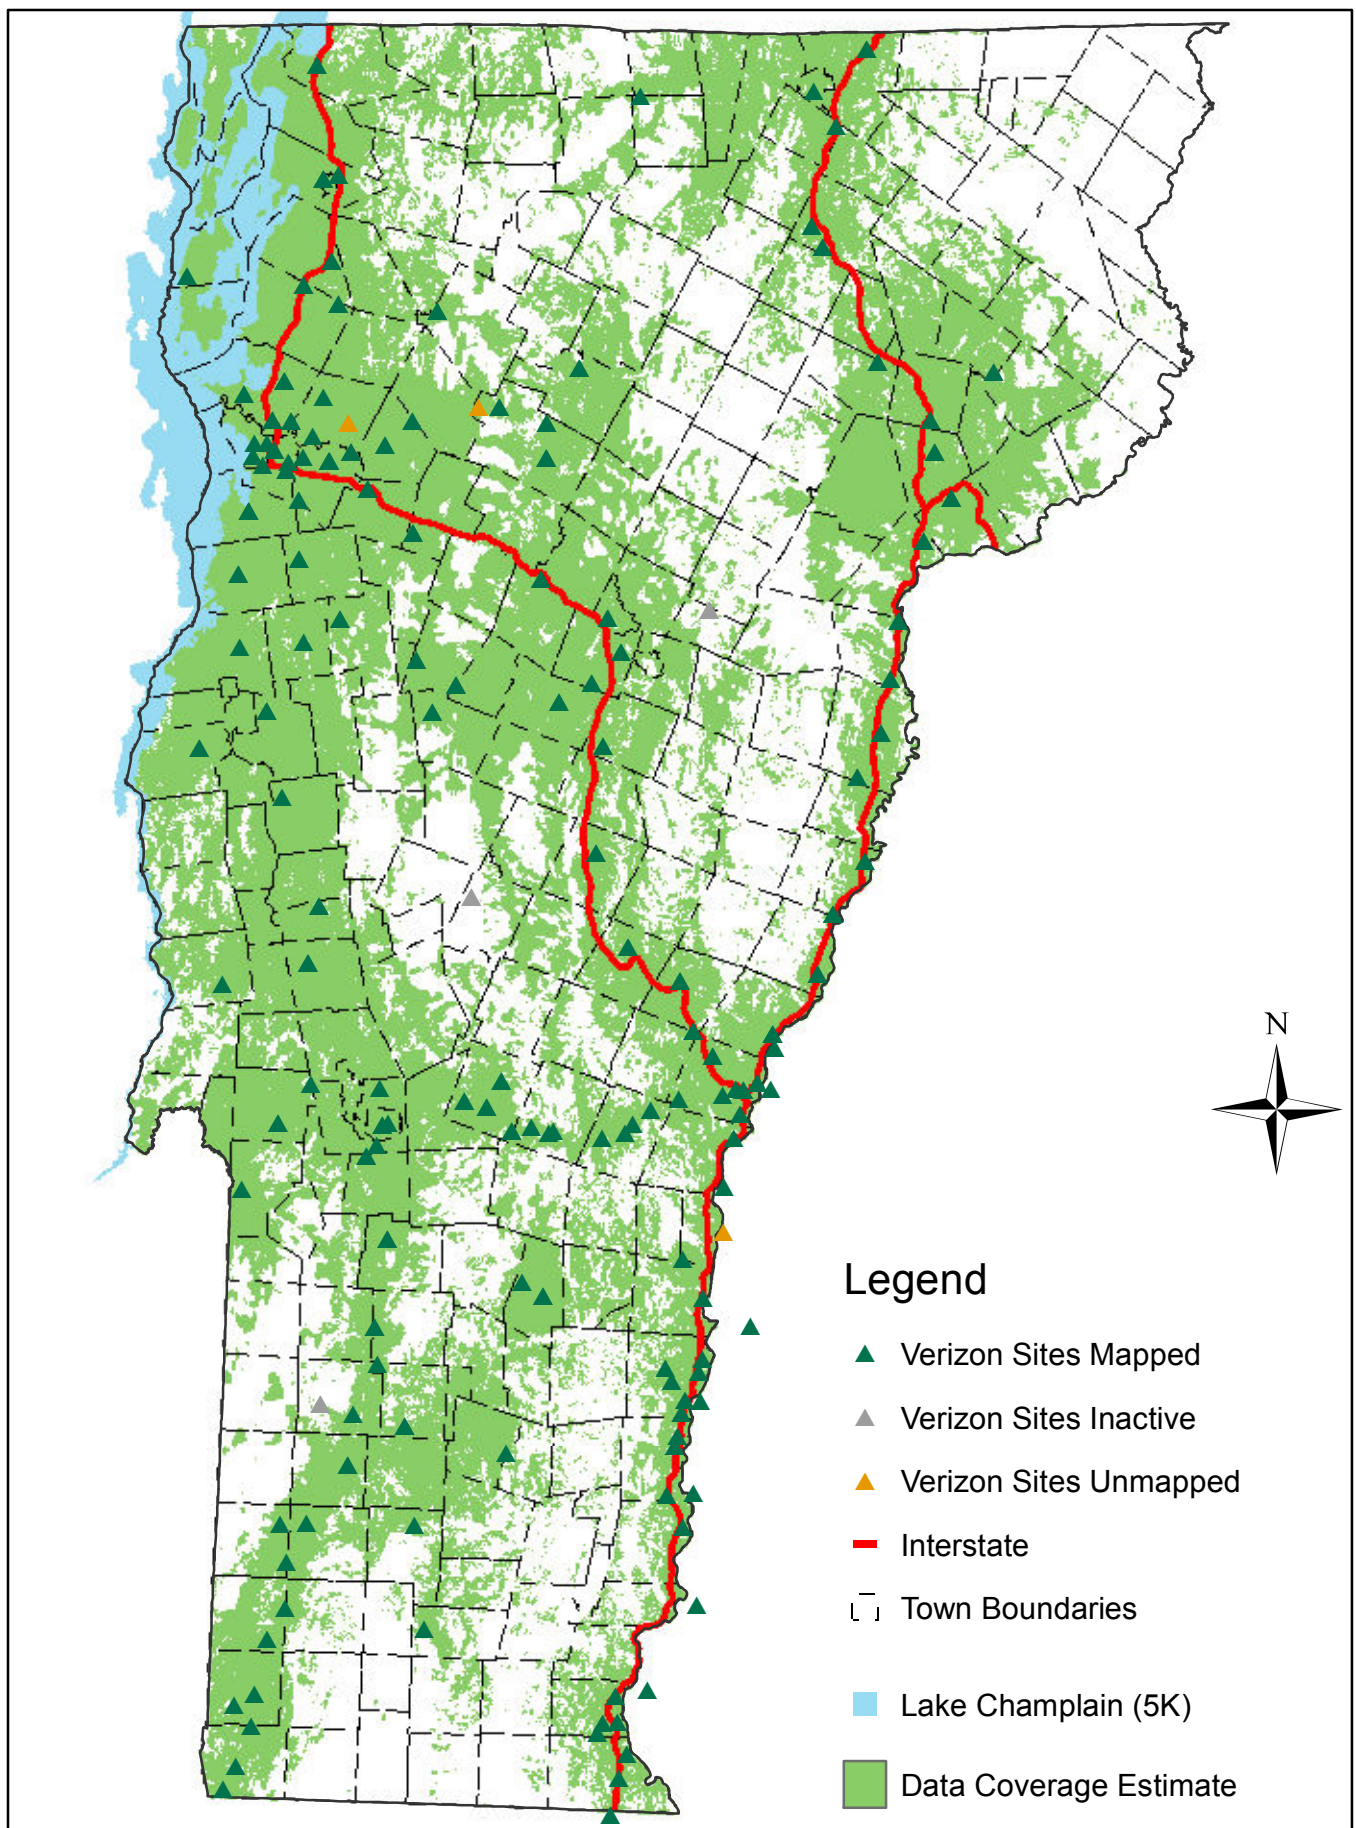 N
Legend
Verizon Sites Mapped
Verizon Sites Inactive
Verizon Sites Unmapped
Interstate
Town Boundaries
Lake Champlain (5K)
Data Coverage Estimate